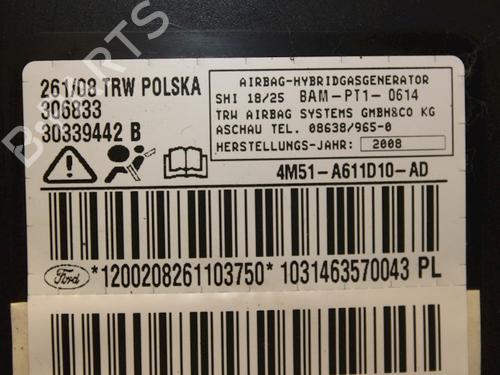 261/08 TRW POLSKA
306833
30339442 B
AIRBAG-HYBRIDGASGENERATOR
SHI 18/25 BAM-PT1-0614
TRW AIRBAG SYSTEMS GMBH&CO KG
ASCHAU TEL. 08638/965-0
HERSTELLUNGS-JAHR: 2008
4M51-A611D10-AD
Ford *1200208261103750* 1031463570043 PL